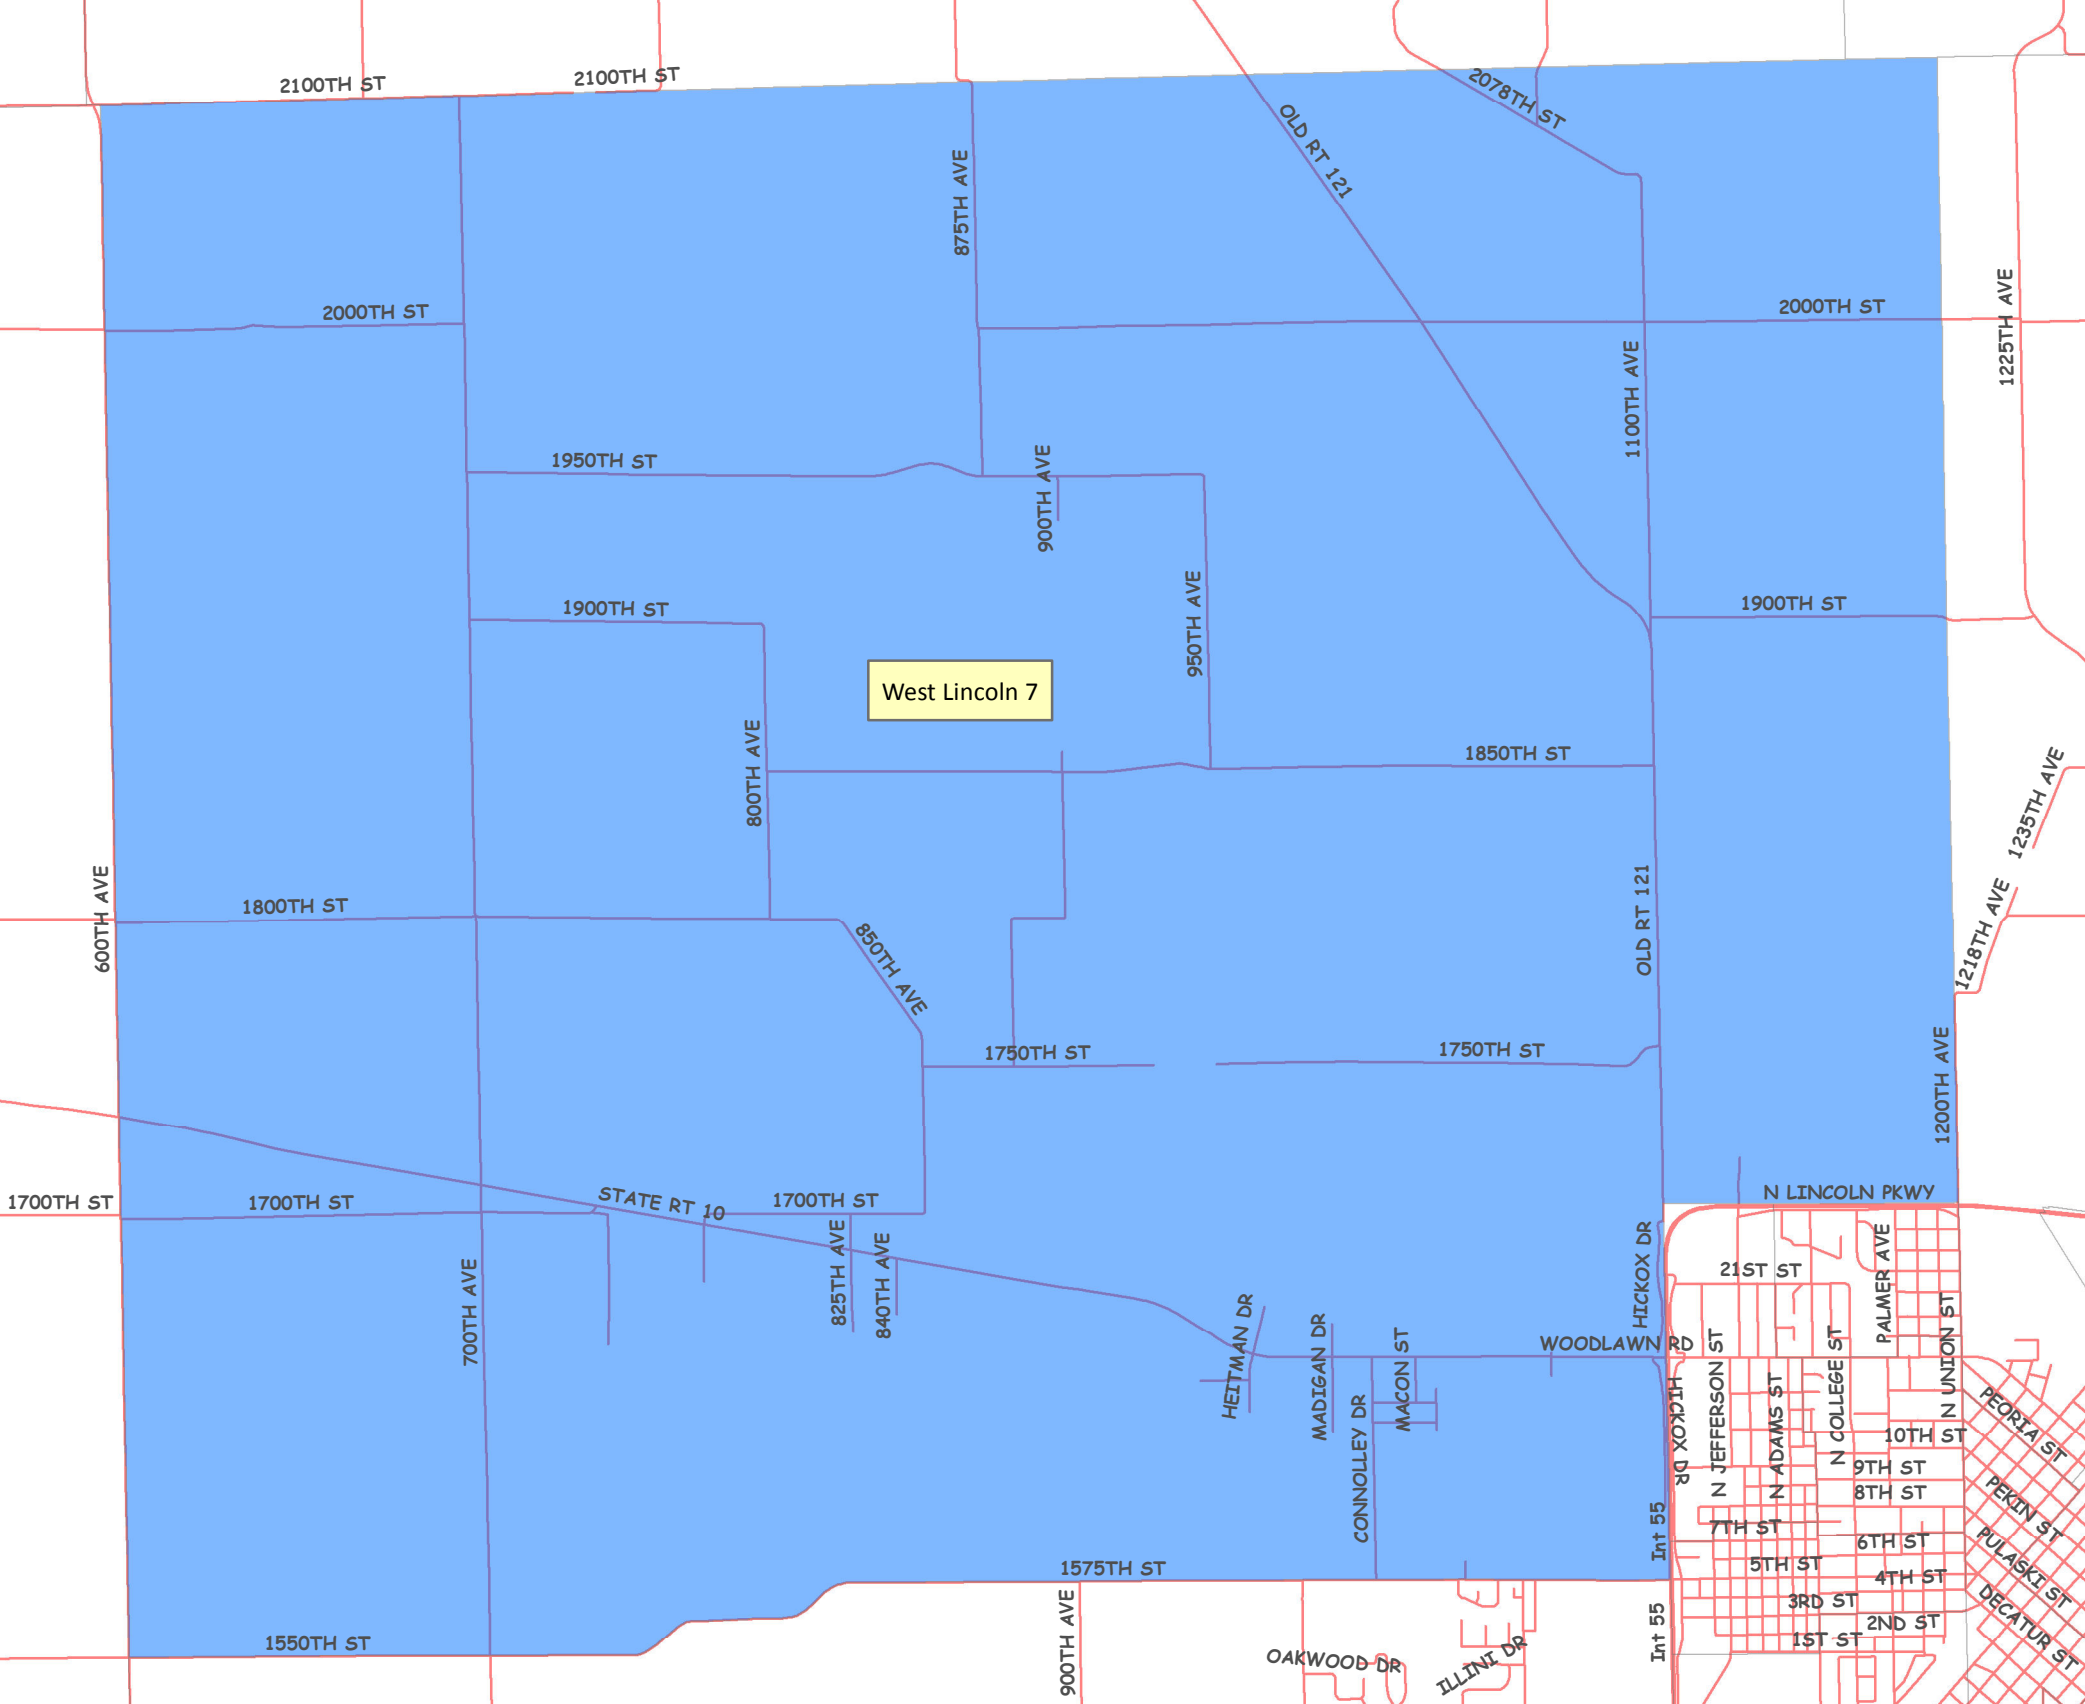 2100TH ST
2100TH ST
2078TH ST
OLD RT 121
875TH AVE
2000TH ST
2000TH ST
1225TH AVE
1100TH AVE
1950TH ST
900TH AVE
950TH AVE
1900TH ST
1900TH ST
West Lincoln 7
800TH AVE
1850TH ST
1235TH AVE
600TH AVE
1800TH ST
850TH AVE
OLD RT 121
1218TH AVE
1750TH ST
1750TH ST
1200TH AVE
1700TH ST
1700TH ST
STATE RT 10
1700TH ST
N LINCOLN PKWY
700TH AVE
825TH AVE
840TH AVE
HICKOX DR
21ST ST
PALMER AVE
HEITMAN DR
MADIGAN DR
MACON ST
WOODLAWN RD
CONNOLLEY DR
HICKOX DR
N JEFFERSON ST
N ADAMS ST
N COLLEGE ST
N UNION ST
PEORIA ST
10TH ST
9TH ST
8TH ST
PEKIN ST
Int 55
7TH ST
6TH ST
PULASKI ST
5TH ST
4TH ST
1575TH ST
3RD ST
DECATUR ST
2ND ST
1ST ST
1550TH ST
900TH AVE
OAKWOOD DR
ILLINI DR
Int 55